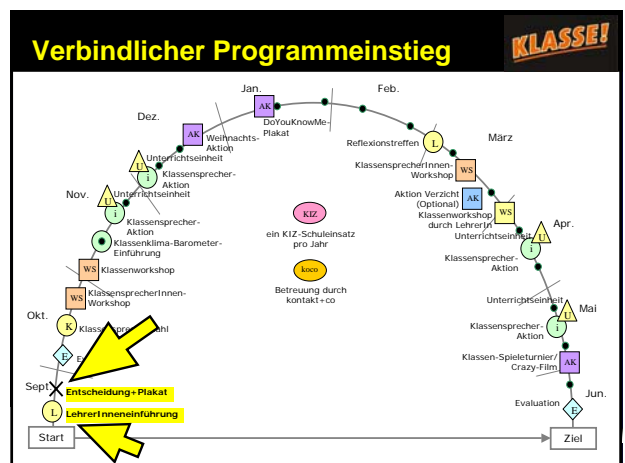 Verbindlicher Programmeinstieg
KLASSE!
Jan.
Feb.
AK
DoYouKnowMe-
Plakat
Dez.
AK
Weihnachts-
Aktion
Reflexionstreffen
L
März
U
Unterrichtseinheit
i
Klassensprecher-
Aktion
KlassensprecherInnen-
Workshop
WS
Nov.
U
Unterrichtseinheit
i
Klassensprecher-
Aktion
KIZ
ein KIZ-Schuleinsatz
pro Jahr
Aktion Verzicht
(Optional)
AK
Klassenworkshop
durch LehrerIn
WS
Klassenklima-Barometer-
Einführung
Unterrichtseinheit
U
Apr.
i
Klassensprecher-
Aktion
WS
Klassenworkshop
koco
Betreuung durch
kontakt+co
WS
KlassensprecherInnen-
Workshop
Unterrichtseinheit
U
Mai
Okt.
K
Klassensprecher-
Aktion
i
E
Klassen-Spieleturnier/
Crazy-Film
AK
Sept.
Entscheidung+Plakat
Jun.
Evaluation
E
L
LehrerInneneinführung
Start
Ziel